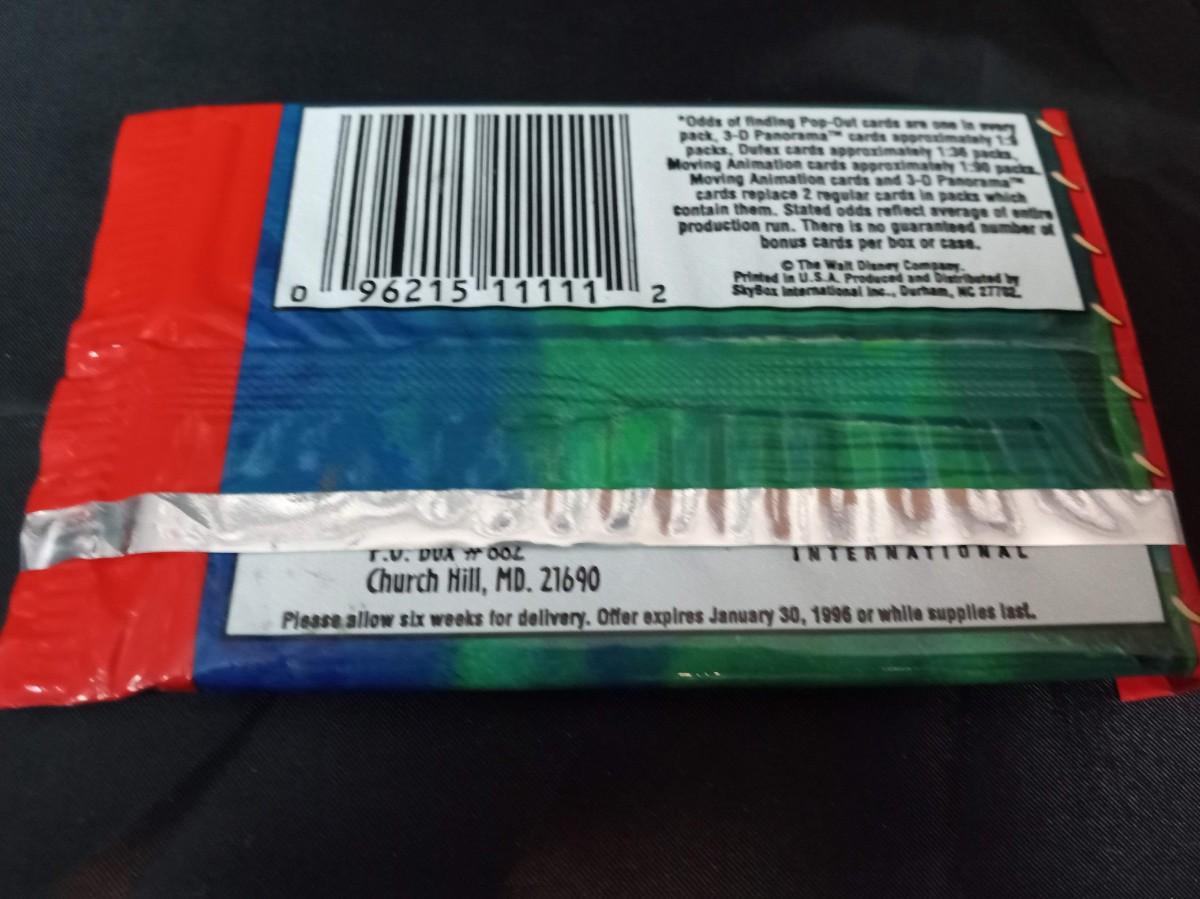 *Odds of finding Pop-Out cards are one in every
pack, 3-D Panorama™ cards approximately 1:9
packs, Dufex cards approximately 1:36 packs,
Moving Animation cards approximately 1:90 packs.
Moving Animation cards and 3-D Panorama™
cards replace 2 regular cards in packs which
contain them. Stated odds reflect average of entire
production run. There is no guaranteed number of
bonus cards per box or case.
© The Walt Disney Company.
Printed in U.S.A. Produced and Distributed by
SkyBox International Inc., Durham, NC 27702.
0 96215 11111 2
INTERNATIONAL
Church Hill, MD. 21690
Please allow six weeks for delivery. Offer expires January 30, 1996 or while supplies last.